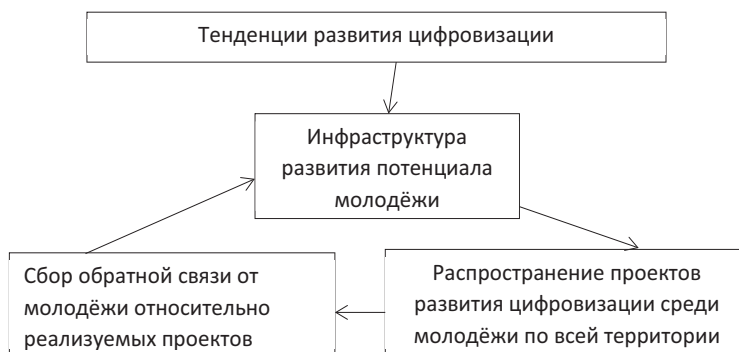 Тенденции развития цифровизации
Инфраструктура
развития потенциала
молодёжи
Сбор обратной связи от
молодёжи относительно
реализуемых проектов
Распространение проектов
развития цифровизации среди
молодёжи по всей территории